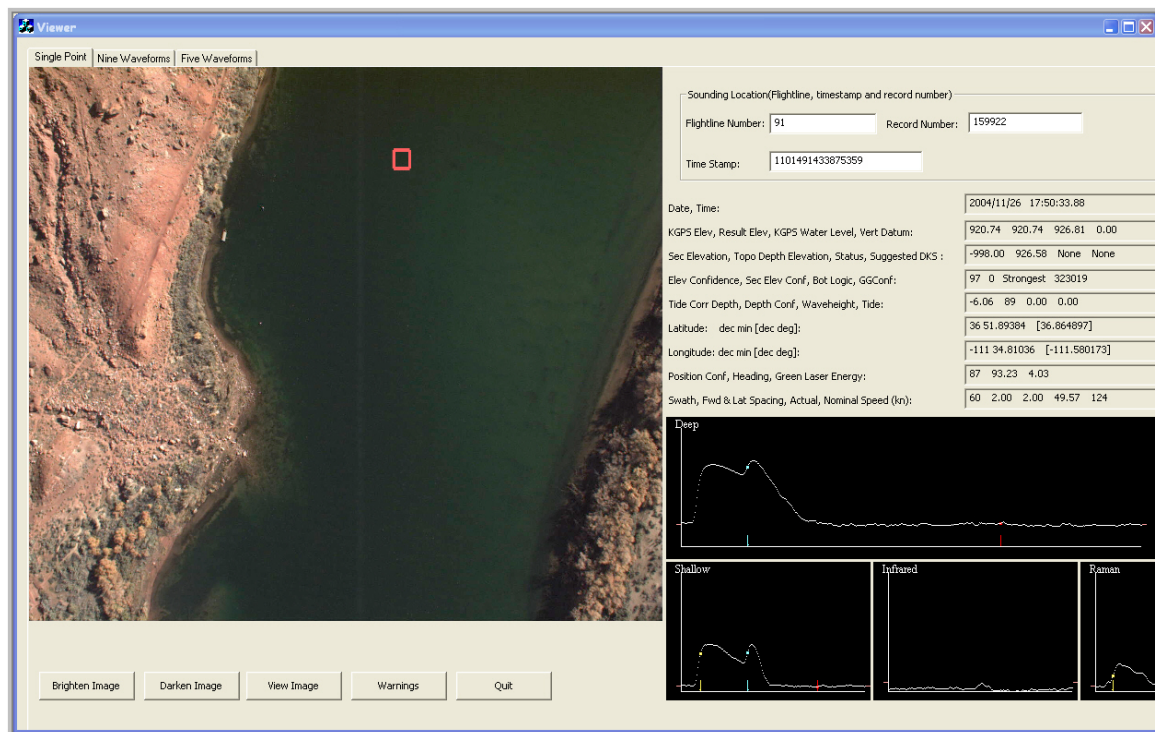 Viewer
Single Point Nine Waveforms Five Waveforms
Sounding Location(Flightline, timestamp and record number)
Flightline Number: 91 Record Number: 159922
Time Stamp: 1101491433875359
Date, Time: 2004/11/26 17:50:33.88
KGPS Elev, Result Elev, KGPS Water Level, Vert Datum: 920.74 920.74 926.81 0.00
Sec Elevation, Topo Depth Elevation, Status, Suggested DKS : -998.00 926.58 None None
Elev Confidence, Sec Elev Conf, Bot Logic, GGConf: 97 0 Strongest 323019
Tide Corr Depth, Depth Conf, Waveheight, Tide: -6.06 89 0.00 0.00
Latitude: dec min [dec deg]: 36 51.89384 [36.864897]
Longitude: dec min [dec deg]: -111 34.81036 [-111.580173]
Position Conf, Heading, Green Laser Energy: 87 93.23 4.03
Swath, Fwd & Lat Spacing, Actual, Nominal Speed (kn): 60 2.00 2.00 49.57 124
Deep
Shallow Infrared Raman
Brighten Image Darken Image View Image Warnings Quit